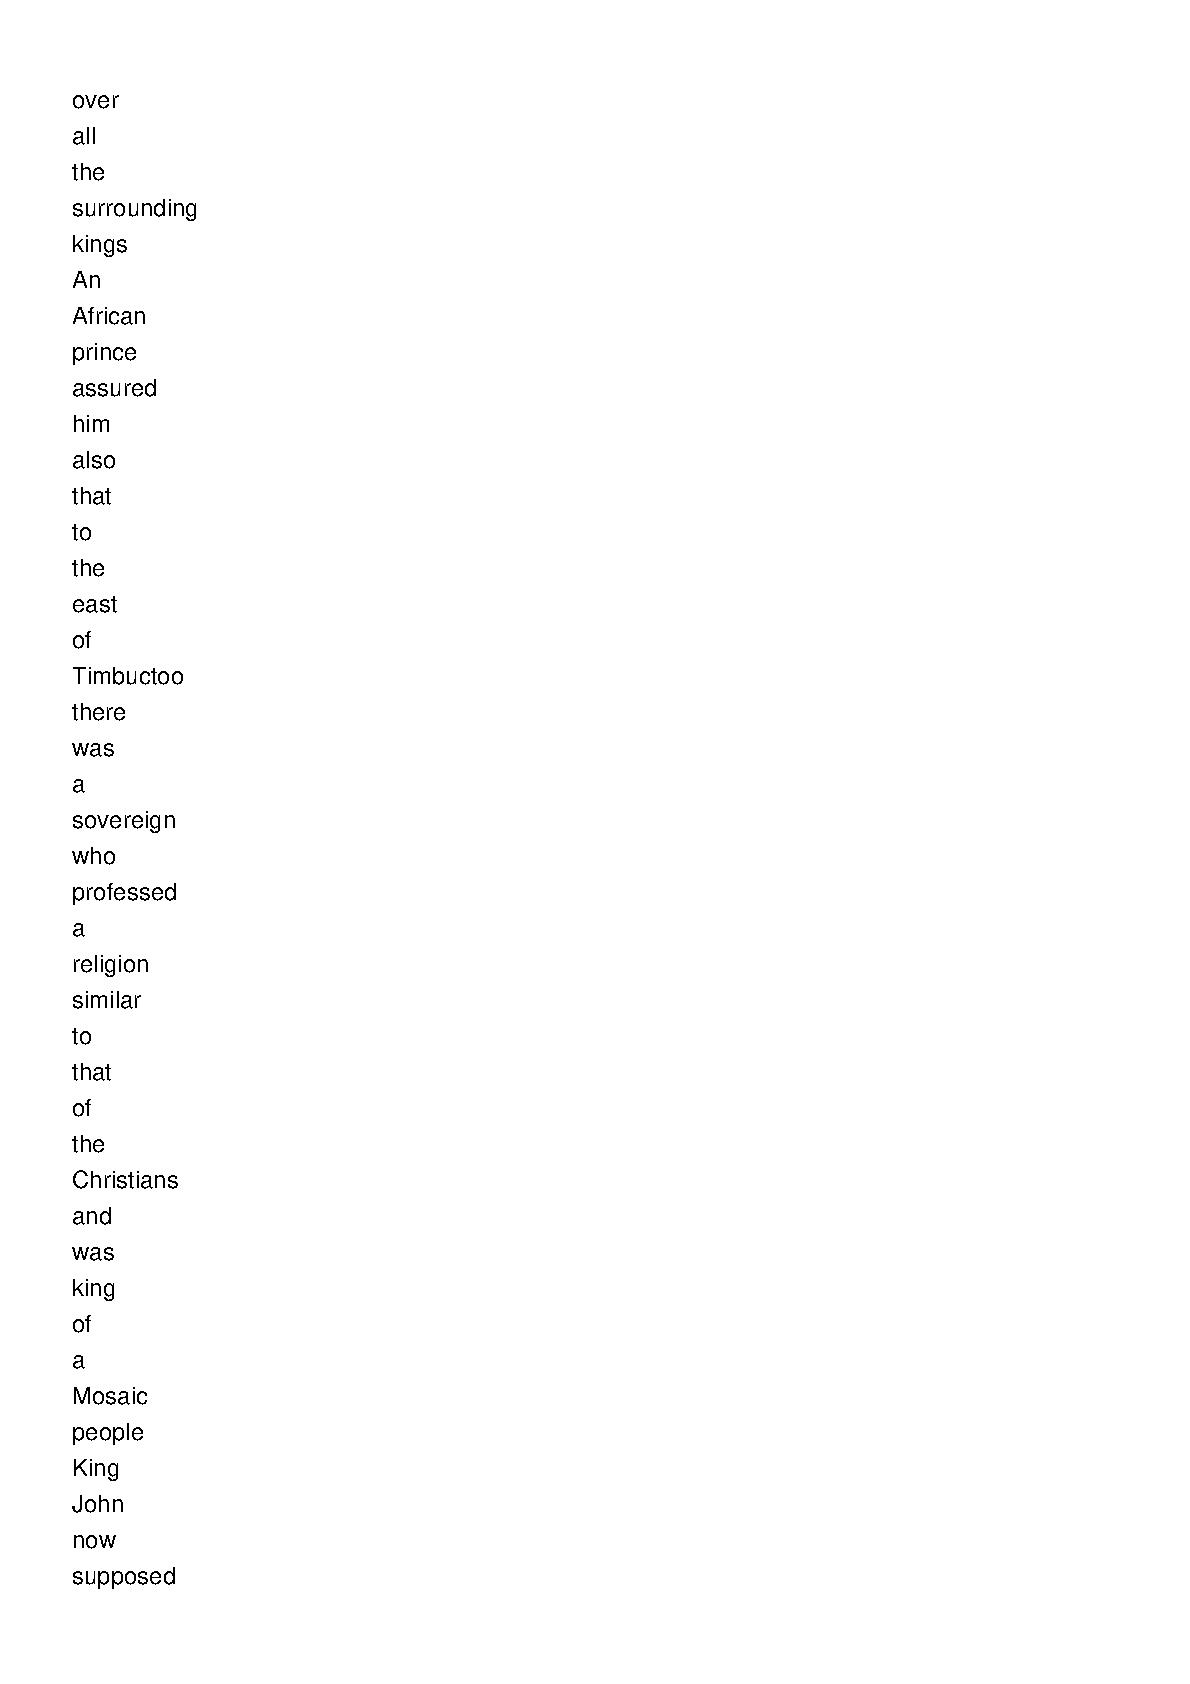 over
all
the
surrounding
kings
An
African
prince
assured
him
also
that
to
the
east
of
Timbuctoo
there
was
a
sovereign
who
professed
a
religion
similar
to
that
of
the
Christians
and
was
king
of
a
Mosaic
people
King
John
now
supposed